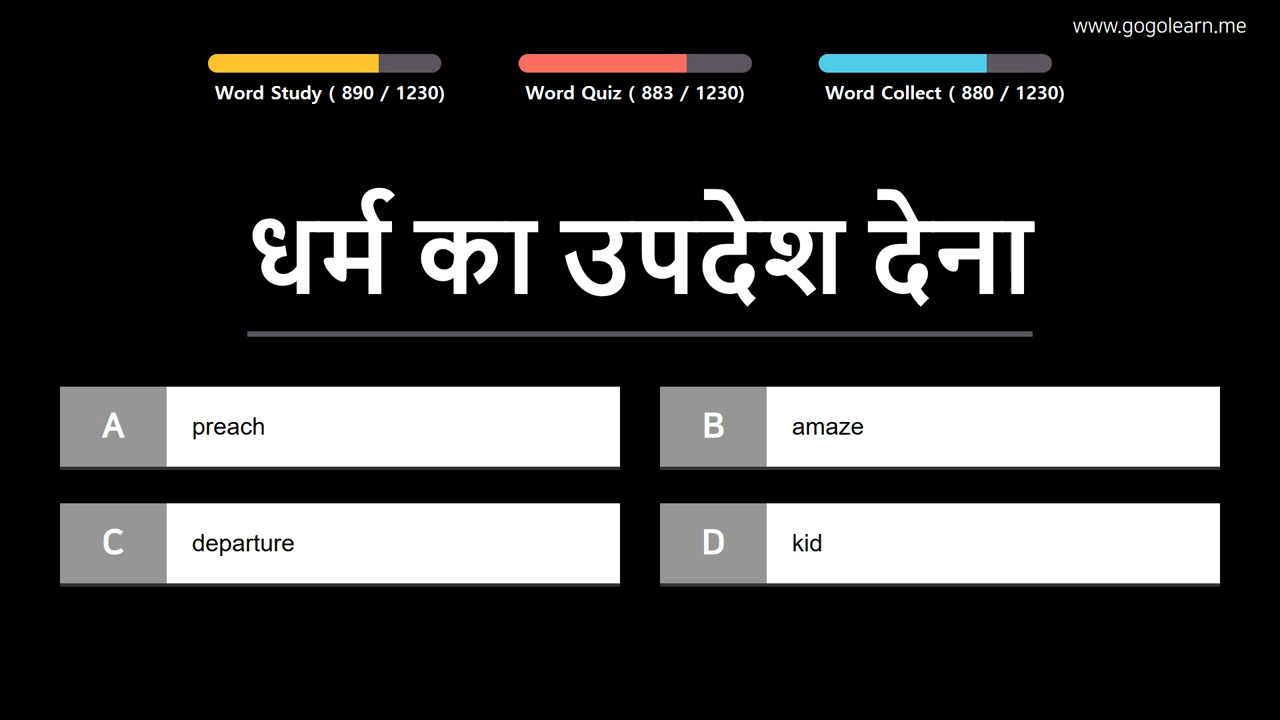 www.gogolearn.me
Word Study ( 890 / 1230)
Word Quiz ( 883 / 1230)
Word Collect ( 880 / 1230)
धर्म का उपदेश देना
A
preach
B
amaze
C
departure
D
kid